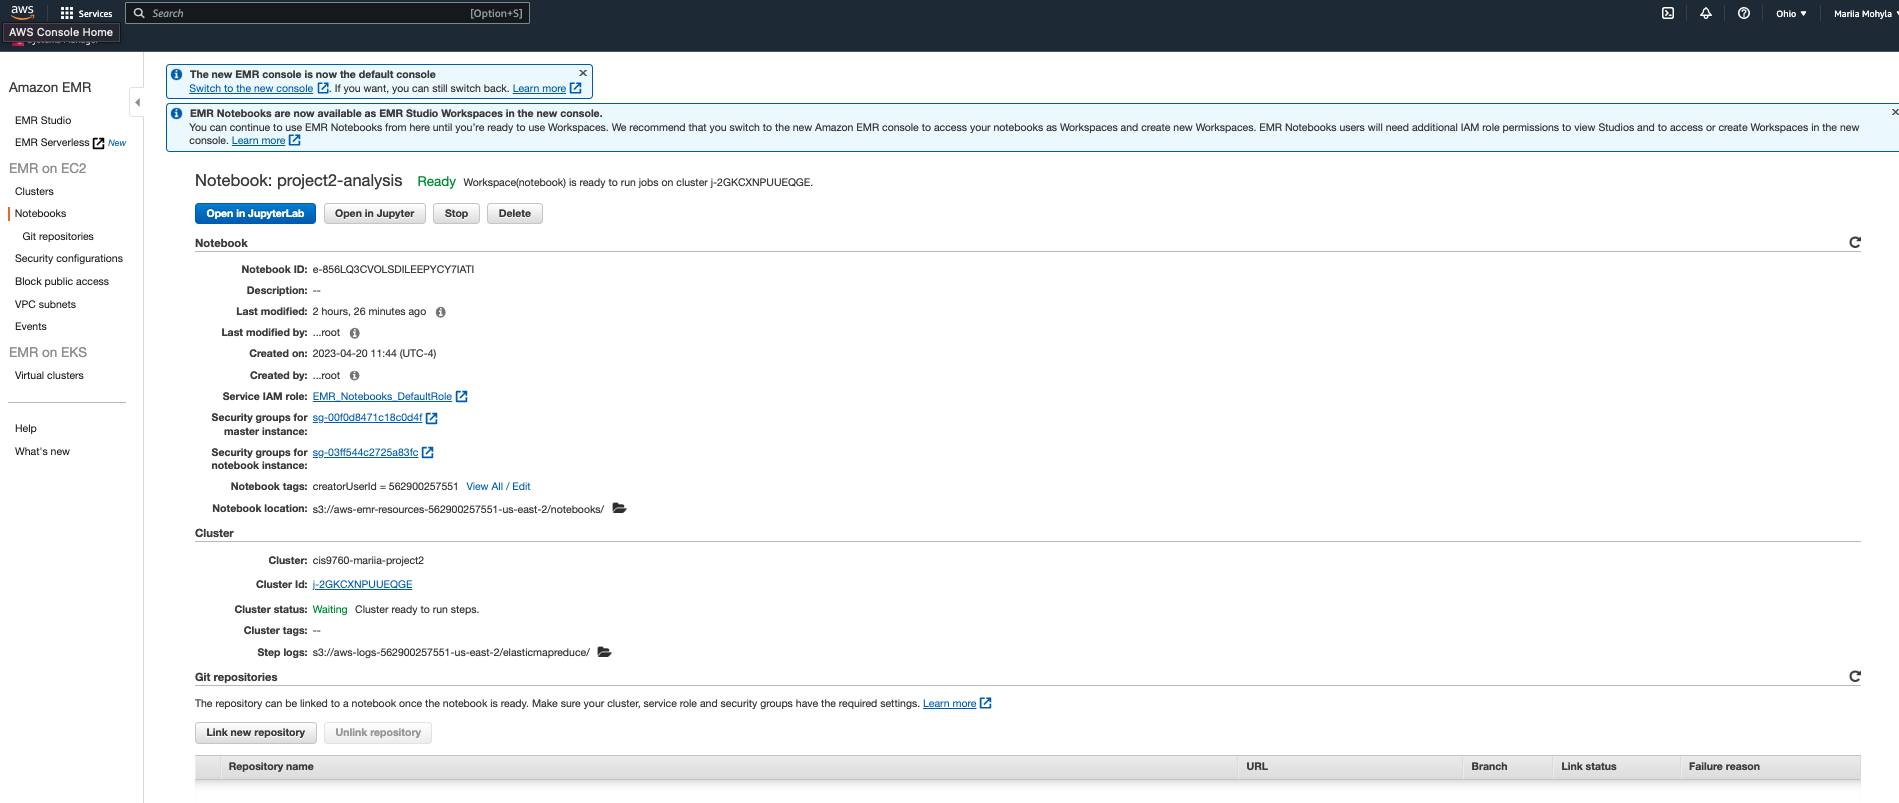 aws
Services
Search
[Option+S]
Ohio
Mariia Mohyla
AWS Console Home
Amazon EMR
EMR Studio
EMR Serverless New
EMR on EC2
Clusters
Notebooks
Git repositories
Security configurations
Block public access
VPC subnets
Events
EMR on EKS
Virtual clusters
Help
What's new
The new EMR console is now the default console
Switch to the new console . If you want, you can still switch back. Learn more
EMR Notebooks are now available as EMR Studio Workspaces in the new console.
You can continue to use EMR Notebooks from here until you're ready to use Workspaces. We recommend that you switch to the new Amazon EMR console to access your notebooks as Workspaces and create new Workspaces. EMR Notebooks users will need additional IAM role permissions to view Studios and to access or create Workspaces in the new
console. Learn more
Notebook: project2-analysis Ready Workspace(notebook) is ready to run jobs on cluster j-2GKCXNPUUEQGE.
Open in JupyterLab Open in Jupyter Stop Delete
Notebook
Notebook ID: e-856LQ3CVOLSDILEEPYCY7IATI
Description: --
Last modified: 2 hours, 26 minutes ago
Last modified by: ...root
Created on: 2023-04-20 11:44 (UTC-4)
Created by: ...root
Service IAM role: EMR_Notebooks_DefaultRole
Security groups for sg-00f0d8471c18c0d4f
master instance:
Security groups for sg-03ff544c2725a83fc
notebook instance:
Notebook tags: creatorUserId = 562900257551 View All / Edit
Notebook location: s3://aws-emr-resources-562900257551-us-east-2/notebooks/
Cluster
Cluster: cis9760-mariia-project2
Cluster Id: j-2GKCXNPUUEQGE
Cluster status: Waiting Cluster ready to run steps.
Cluster tags: --
Step logs: s3://aws-logs-562900257551-us-east-2/elasticmapreduce/
Git repositories
The repository can be linked to a notebook once the notebook is ready. Make sure your cluster, service role and security groups have the required settings. Learn more
Link new repository Unlink repository
Repository name URL Branch Link status Failure reason